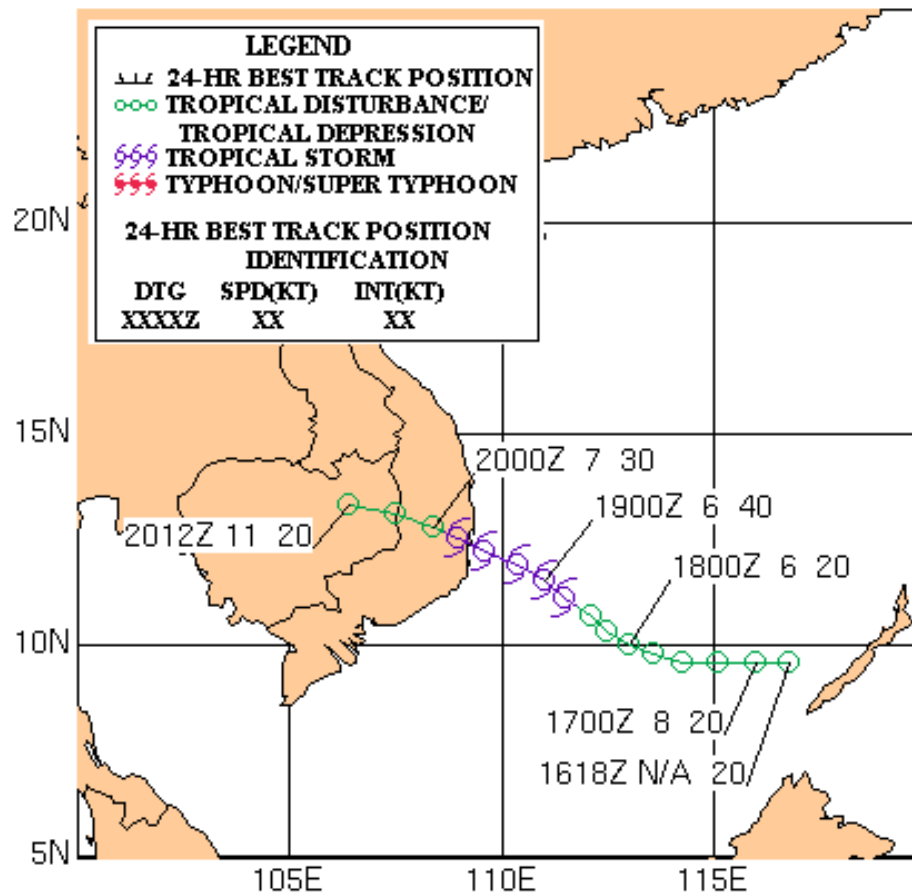 LEGEND
24-HR BEST TRACK POSITION
TROPICAL DISTURBANCE/
TROPICAL DEPRESSION
TROPICAL STORM
TYPHOON/SUPER TYPHOON
24-HR BEST TRACK POSITION
IDENTIFICATION
DTG SPD(KT) INT(KT)
XXXXZ XX XX
20N
15N
2000Z 7 30
1900Z 6 40
2012Z 11 20
1800Z 6 20
10N
1700Z 8 20
1618Z N/A 20
5N
105E 110E 115E